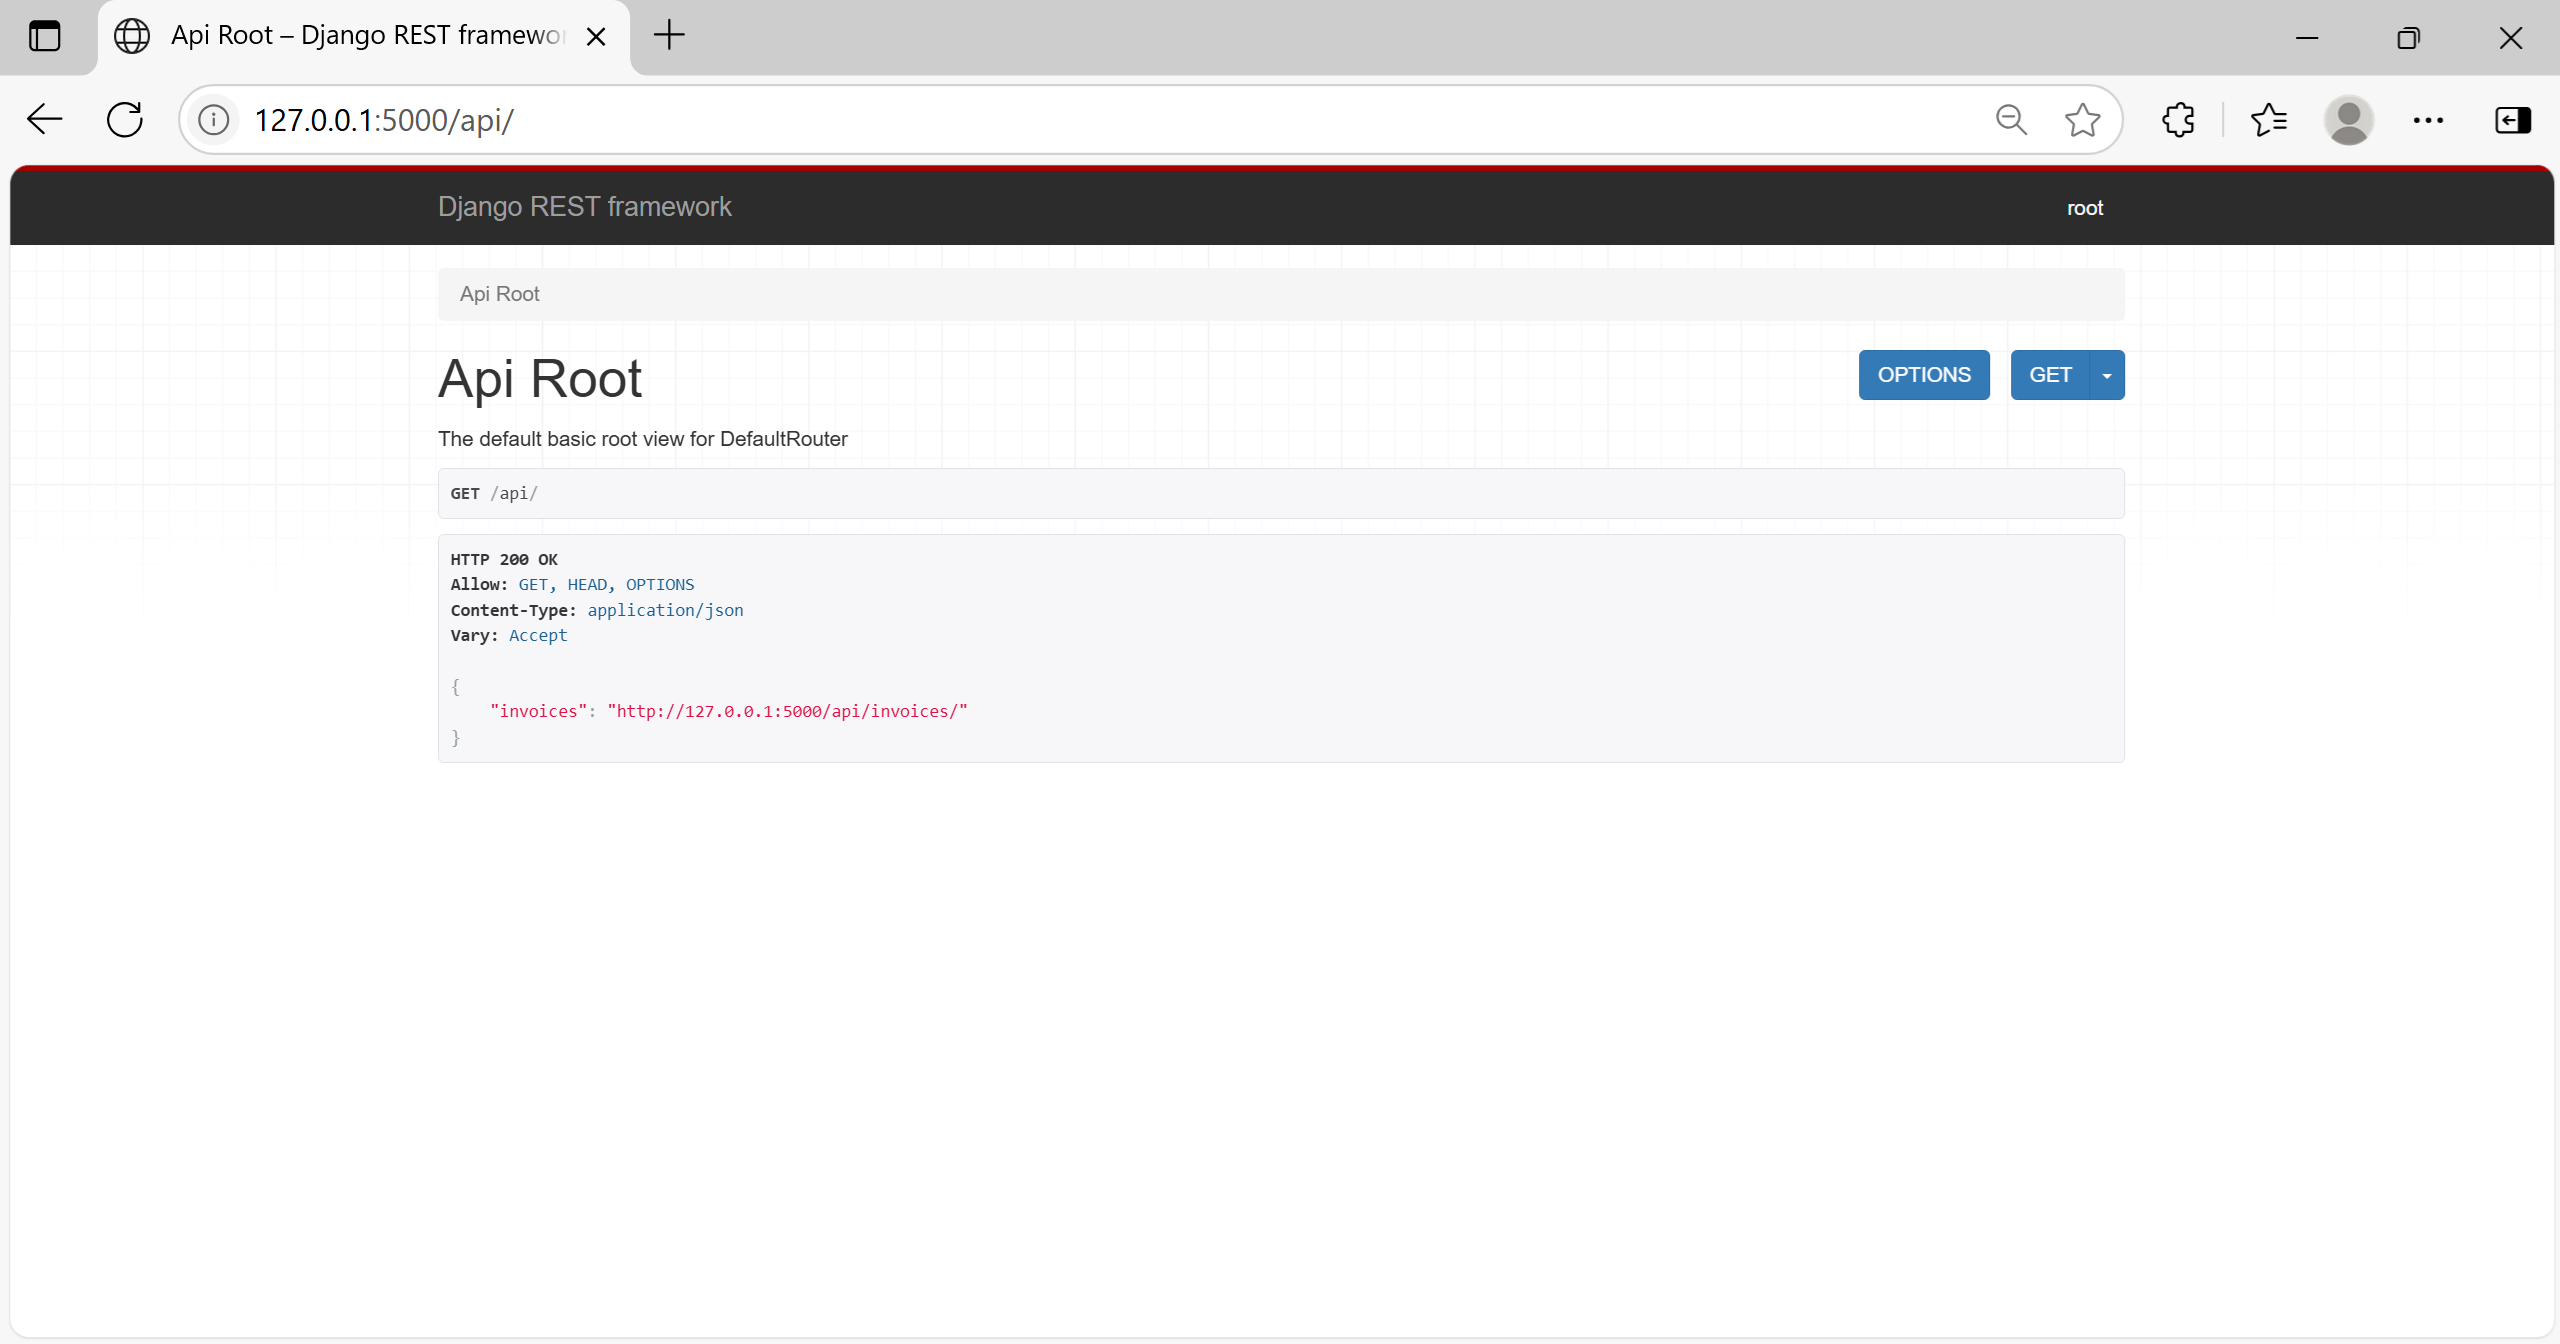 Api Root – Django REST framewor
127.0.0.1:5000/api/
Django REST framework
root
Api Root
Api Root
OPTIONS
GET
The default basic root view for DefaultRouter
GET /api/
HTTP 200 OK
Allow: GET, HEAD, OPTIONS
Content-Type: application/json
Vary: Accept
{
"invoices": "http://127.0.0.1:5000/api/invoices/"
}